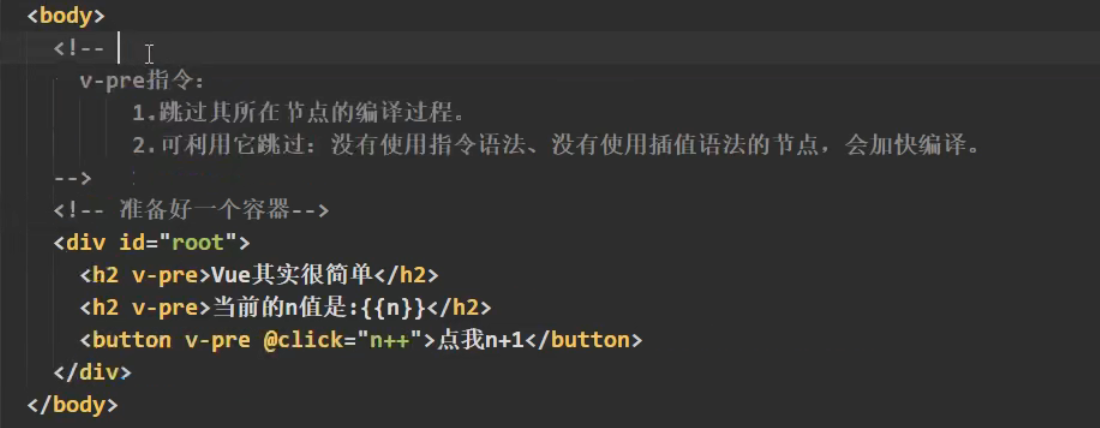 <body>
<!--
v-pre指令：
1.跳过其所在节点的编译过程。
2.可利用它跳过：没有使用指令语法、没有使用插值语法的节点，会加快编译。
-->
<!-- 准备好一个容器-->
<div id="root">
<h2 v-pre>Vue其实很简单</h2>
<h2 v-pre>当前的n值是:{{n}}</h2>
<button v-pre @click="n++">点我n+1</button>
</div>
</body>